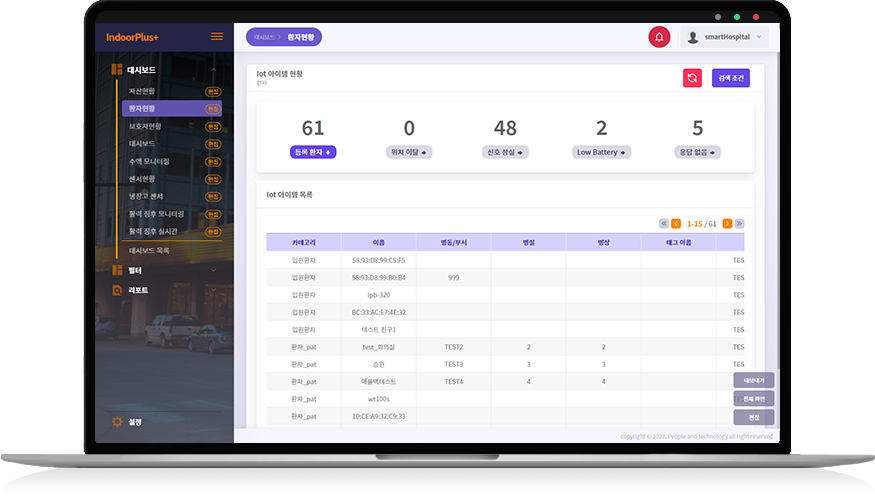 IndoorPlus+
대시보드
환자현황
smartHospital
대시보드
자산현황 편집
환자현황 편집
보호자현황 편집
대시보드 편집
수액 모니터링 편집
센서현황 편집
냉장고 센서 편집
활력 징후 모니터링 편집
활력 징후 실시간 편집
대시보드 목록
필터
리포트
설정
Iot 아이템 현황
환자
검색 조건
61 0 48 2 5
등록 환자 위치 이탈 신호 상실 Low Battery 응답 없음
Iot 아이템 목록
1-15 / 61
카테고리 이름 병동/부서 병실 병상 태그 이름
입원환자 58:93:D8:99:C5:F5 TES
입원환자 58:93:D8:99:B0:B4 999 TES
입원환자 ipb-320 TES
입원환자 BC:33:AC:E7:4E:32 TES
입원환자 테스트 친구1 TES
환자_pat test_회의실 TEST2 2 2 TES
환자_pat 승원 TEST3 3 3 TES
환자_pat 애플맥테스트 TEST4 4 4
환자_pat wt100s
환자_pat 10:CE:A9:32:C9:33
내보내기
전체 확인
편집
copyright © 2022. People and technology all right reserved